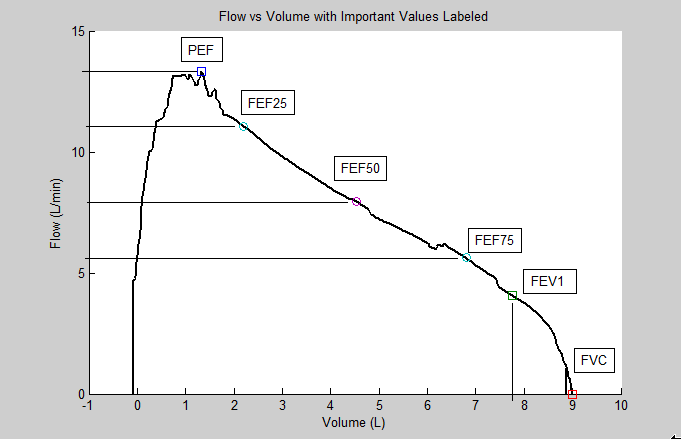 Flow vs Volume with Important Values Labeled
15
PEF
FEF25
10
FEF50
Flow (L/min)
FEF75
5
FEV1
FVC
0
-1 0 1 2 3 4 5 6 7 8 9 10
Volume (L)